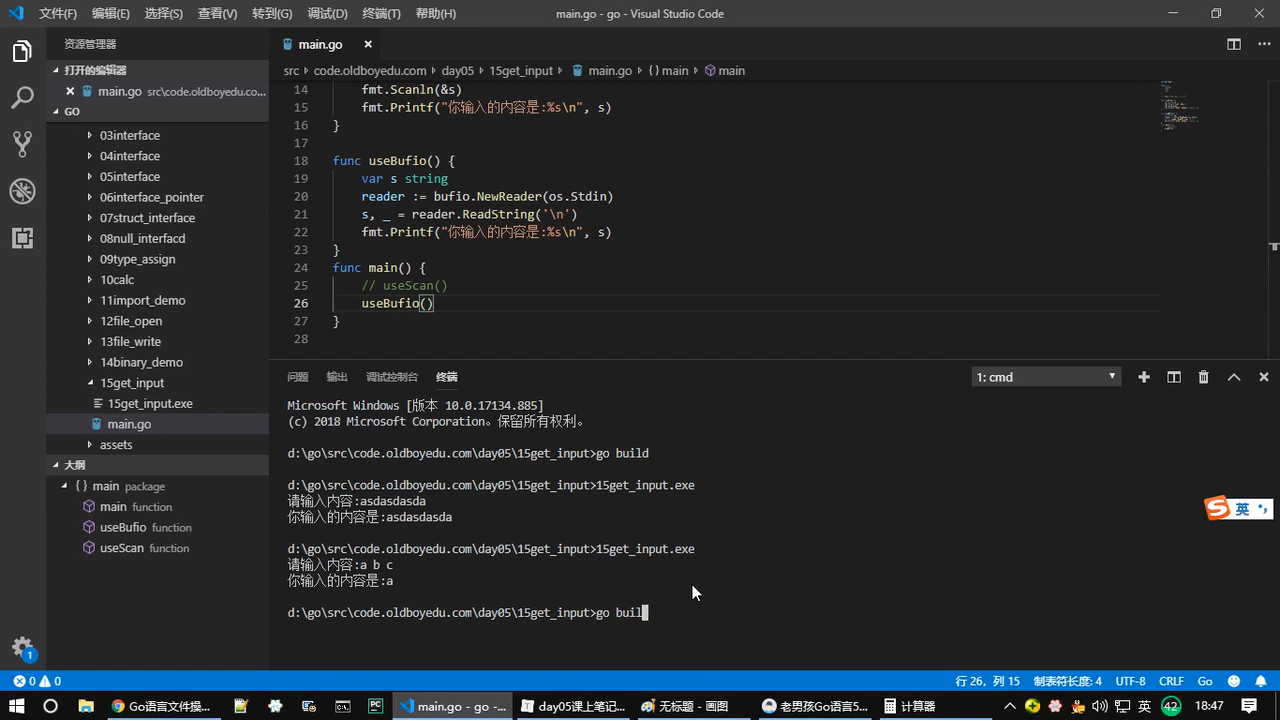 文件(F) 编辑(E) 选择(S) 查看(V) 转到(G) 调试(D) 终端(T) 帮助(H) main.go - go - Visual Studio Code
资源管理器
main.go
打开的编辑器
main.go src\code.oldboyedu.co...
GO
03interface
04interface
05interface
06interface_pointer
07struct_interface
08null_interfacd
09type_assign
10calc
11import_demo
12file_open
13file_write
14binary_demo
15get_input
15get_input.exe
main.go
assets
大纲
main package
main function
useBufio function
useScan function
1
src code.oldboyedu.com day05 15get_input main.go {} main main
14 fmt.Scanln(&s)
15 fmt.Printf("你输入的内容是:%s\n", s)
16 }
17
18 func useBufio() {
19 var s string
20 reader := bufio.NewReader(os.Stdin)
21 s, _ = reader.ReadString('\n')
22 fmt.Printf("你输入的内容是:%s\n", s)
23 }
24 func main() {
25 // useScan()
26 useBufio()
27 }
28
问题 输出 调试控制台 终端 1: cmd
Microsoft Windows [版本 10.0.17134.885]
(c) 2018 Microsoft Corporation。保留所有权利。
d:\go\src\code.oldboyedu.com\day05\15get_input>go build
d:\go\src\code.oldboyedu.com\day05\15get_input>15get_input.exe
请输入内容:asdasdasda
你输入的内容是:asdasdasda
d:\go\src\code.oldboyedu.com\day05\15get_input>15get_input.exe
请输入内容:a b c
你输入的内容是:a
d:\go\src\code.oldboyedu.com\day05\15get_input>go buil
S 英
0 0 行 26，列 15 制表符长度: 4 UTF-8 CRLF Go
Go语言文件操... main.go - go -... day05课上笔记... 无标题 - 画图 老男孩Go语言5... 计算器 英 42 18:47